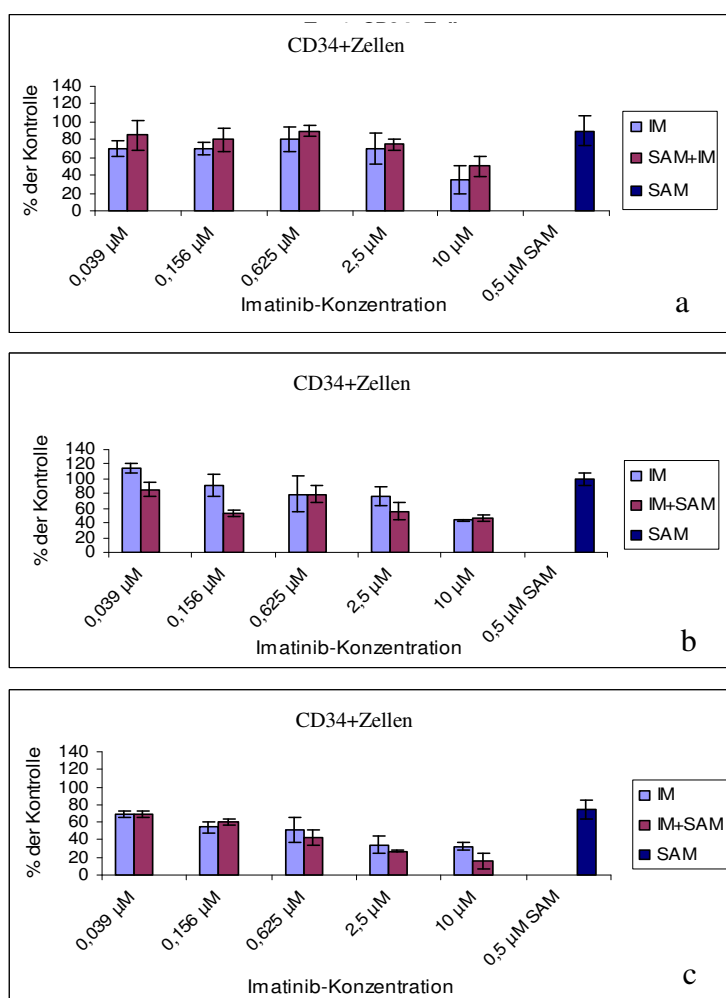 CD34+Zellen
% der Kontrolle
140
120
100
80
60
40
20
0
0,039 µM
0,156 µM
0,625 µM
2,5 µM
10 µM
0,5 µM SAM
Imatinib-Konzentration
IM
SAM+IM
SAM
a
CD34+Zellen
% der Kontrolle
140
120
100
80
60
40
20
0
0,039 µM
0,156 µM
0,625 µM
2,5 µM
10 µM
0,5 µM SAM
Imatinib-Konzentration
IM
IM+SAM
SAM
b
CD34+Zellen
% der Kontrolle
140
120
100
80
60
40
20
0
0,039 µM
0,156 µM
0,625 µM
2,5 µM
10 µM
0,5 µM SAM
Imatinib-Konzentration
IM
IM+SAM
SAM
c